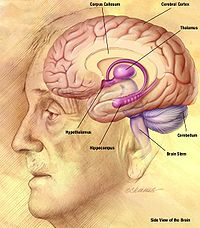 Corpus Callosum
Cerebral Cortex
Thalamus
Hypothalamus
Hippocampus
Cerebellum
Brain Stem
Side View of the Brain